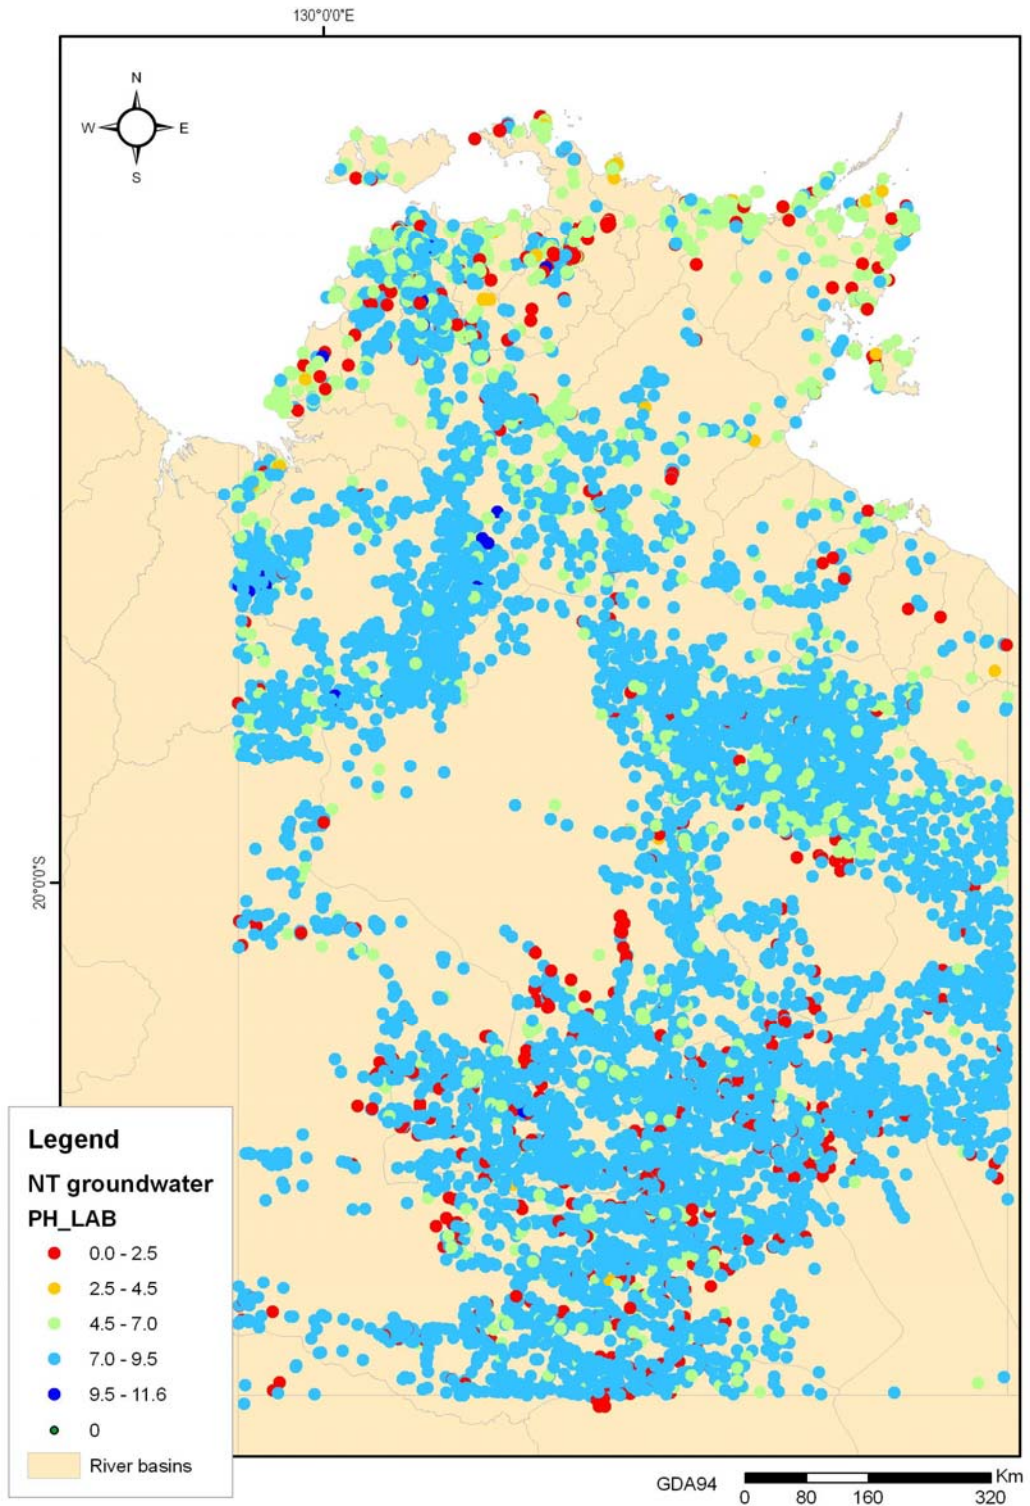 130°0'0"E
N
W E
S
20°0'0"S
Legend
NT groundwater
PH_LAB
0.0 - 2.5
2.5 - 4.5
4.5 - 7.0
7.0 - 9.5
9.5 - 11.6
0
River basins
GDA94 Km
0 80 160 320